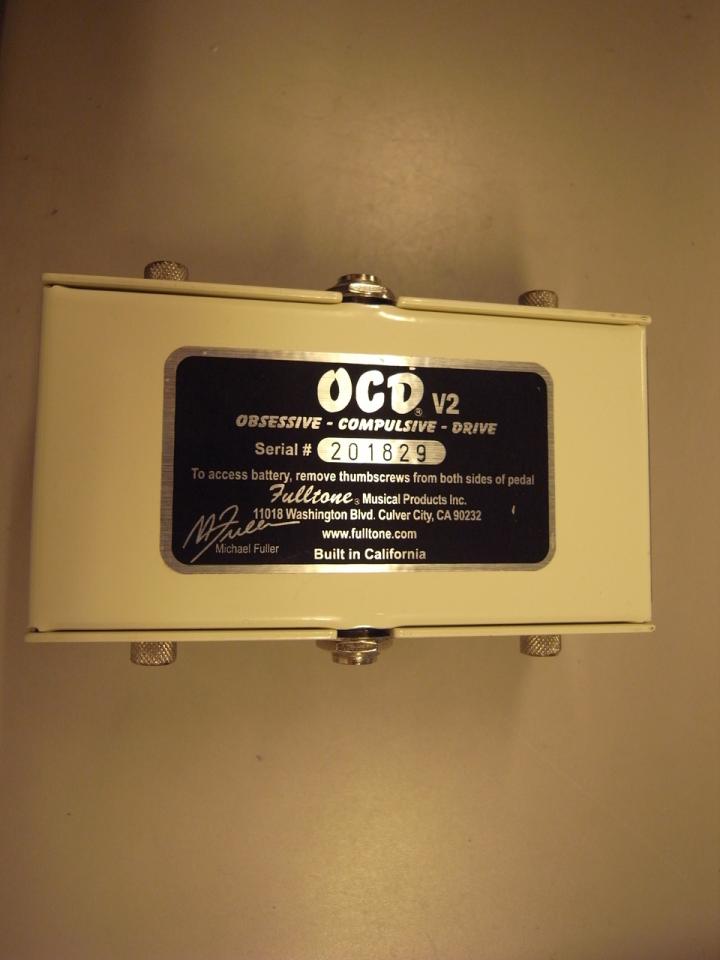 OCD® V2
OBSESSIVE - COMPULSIVE - DRIVE
Serial # 201829
To access battery, remove thumbscrews from both sides of pedal
Fulltone® Musical Products Inc.
11018 Washington Blvd. Culver City, CA 90232
www.fulltone.com
M Fuller
Michael Fuller
Built in California